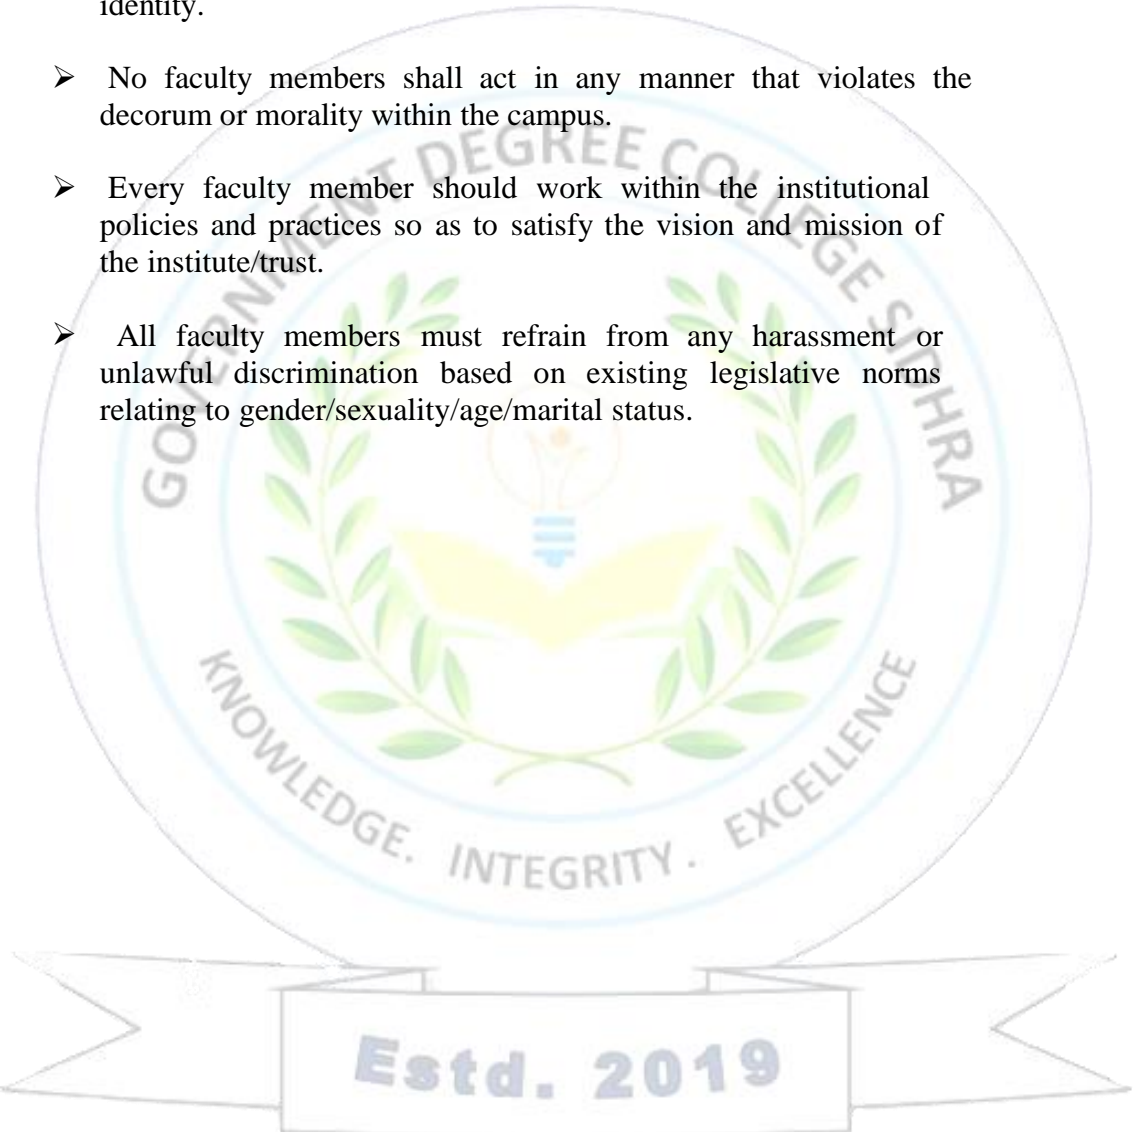 identity.
➢ No faculty members shall act in any manner that violates the
decorum or morality within the campus.
➢ Every faculty member should work within the institutional
policies and practices so as to satisfy the vision and mission of
the institute/trust.
➢ All faculty members must refrain from any harassment or
unlawful discrimination based on existing legislative norms
relating to gender/sexuality/age/marital status.
GOVERNMENT DEGREE COLLEGE SIDHRA
KNOWLEDGE. INTEGRITY. EXCELLENCE
Estd. 2019